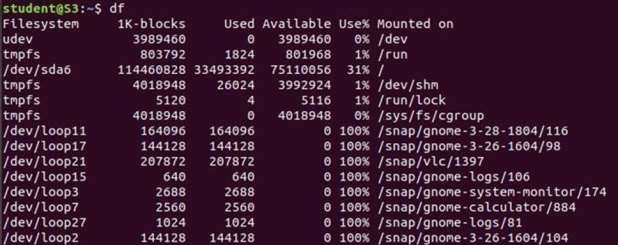 student@S3:~$ df
Filesystem     1K-blocks     Used Available Use% Mounted on
udev             3989460        0   3989460   0% /dev
tmpfs             803792     1824    801968   1% /run
/dev/sda6      114460828 33493392  75110056  31% /
tmpfs            4018948    26024   3992924   1% /dev/shm
tmpfs               5120        4      5116   1% /run/lock
tmpfs            4018948        0   4018948   0% /sys/fs/cgroup
/dev/loop11       164096   164096         0 100% /snap/gnome-3-28-1804/116
/dev/loop17       144128   144128         0 100% /snap/gnome-3-26-1604/98
/dev/loop21       207872   207872         0 100% /snap/vlc/1397
/dev/loop15          640      640         0 100% /snap/gnome-logs/106
/dev/loop3          2688     2688         0 100% /snap/gnome-system-monitor/174
/dev/loop7          2560     2560         0 100% /snap/gnome-calculator/884
/dev/loop27         1024     1024         0 100% /snap/gnome-logs/81
/dev/loop2        144128   144128         0 100% /snap/gnome-3-26-1604/104